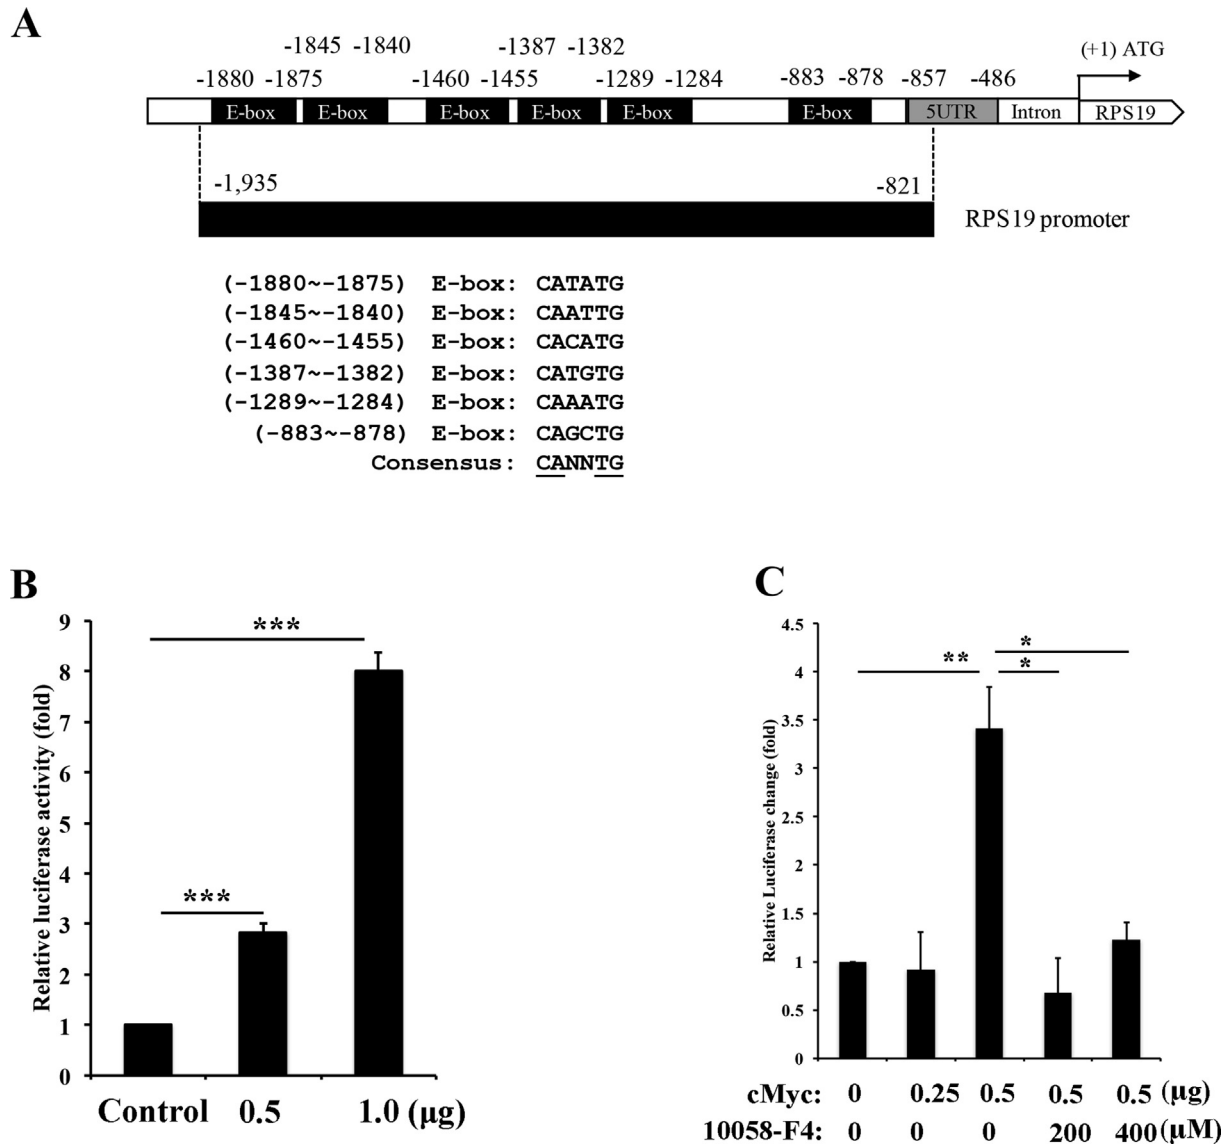 A
-1845 -1840 -1387 -1382
(+1) ATG
-1880 -1875 -1460 -1455 -1289 -1284 -883 -878 -857 -486
E-box E-box E-box E-box E-box E-box 5UTR Intron RPS19
-1,935 -821
RPS19 promoter
(-1880~-1875) E-box: CATATG
(-1845~-1840) E-box: CAATTG
(-1460~-1455) E-box: CACATG
(-1387~-1382) E-box: CATGTG
(-1289~-1284) E-box: CAAATG
(-883~-878) E-box: CAGCTG
Consensus: CANNTG
B
Relative luciferase activity (fold)
9
8
7
6
5
4
3
2
1
0
***
***
Control 0.5 1.0 (μg)
C
Relative Luciferase change (fold)
4.5
4
3.5
3
2.5
2
1.5
1
0.5
0
**
*
*
cMyc: 0 0.25 0.5 0.5 0.5 (μg)
10058-F4: 0 0 0 200 400 (μM)